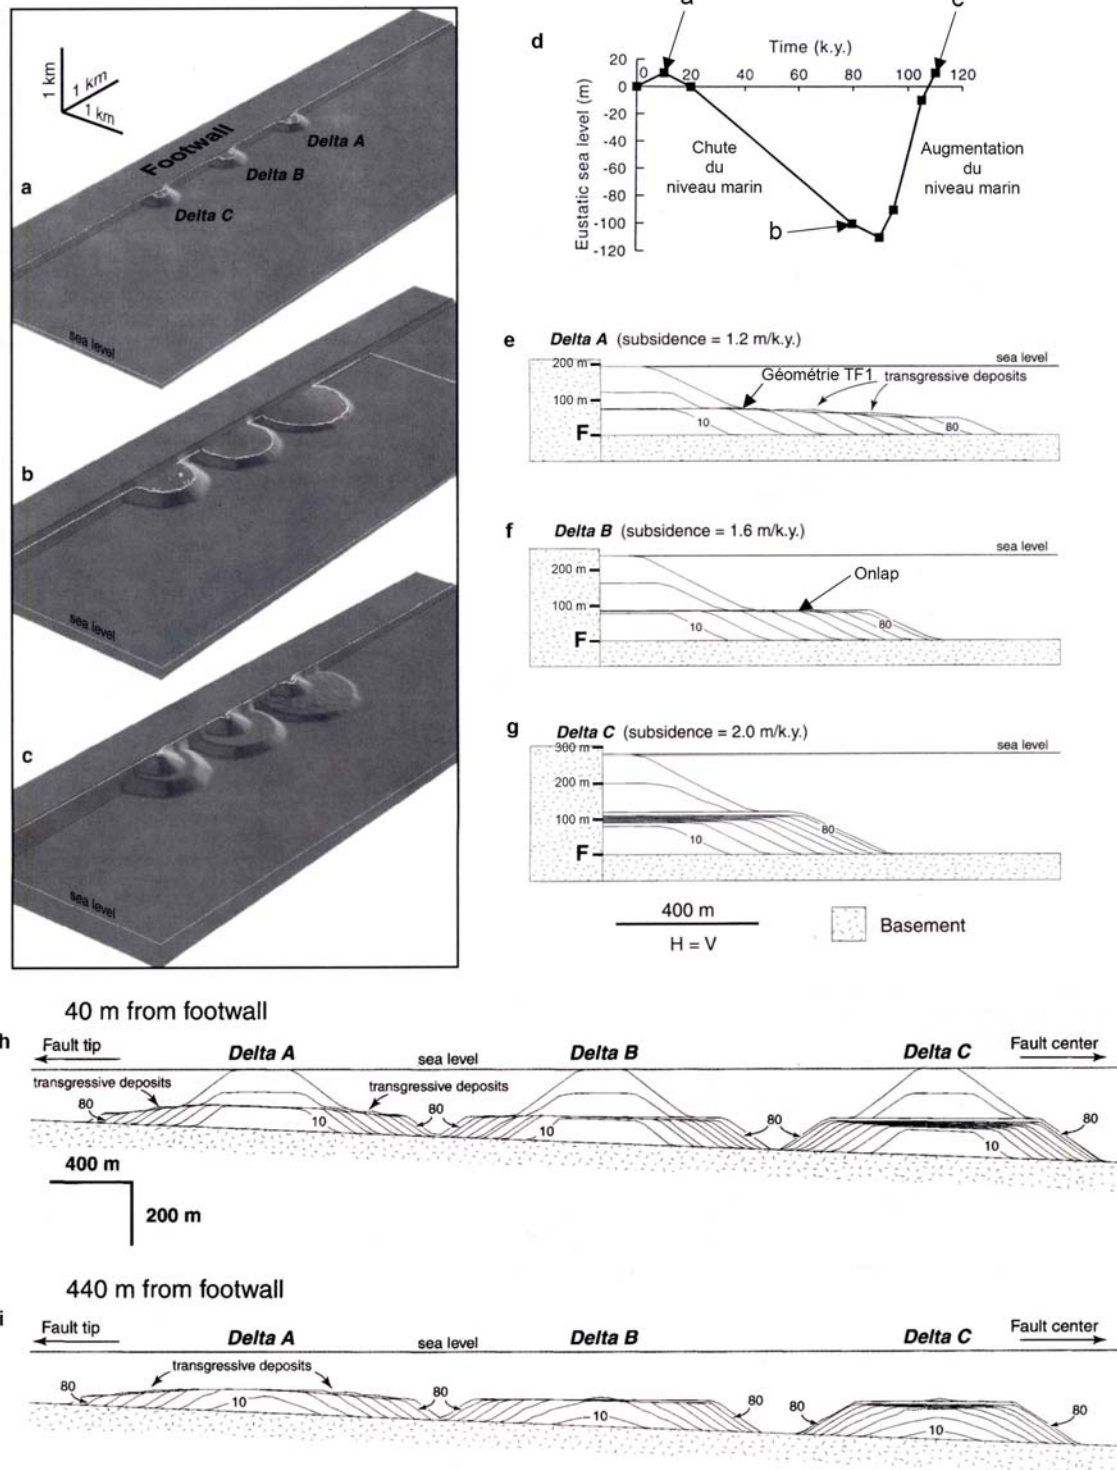 1 km
1 km
1 km
Footwall
Delta A
Delta B
Delta C
a
sea level
b
sea level
c
sea level
a
c
d
Time (k.y.)
Eustatic sea level (m)
20
0
-20
-40
-60
-80
-100
-120
0
20
40
60
80
100
120
Chute
du
niveau marin
Augmentation
du
niveau marin
b
e
Delta A (subsidence = 1.2 m/k.y.)
sea level
200 m
Géométrie TF1
transgressive deposits
100 m
10
80
F
f
Delta B (subsidence = 1.6 m/k.y.)
sea level
200 m
Onlap
100 m
10
80
F
g
Delta C (subsidence = 2.0 m/k.y.)
300 m
sea level
200 m
100 m
10
80
F
400 m
H = V
Basement
40 m from footwall
h
Fault tip
Delta A
sea level
Delta B
Delta C
Fault center
transgressive deposits
transgressive deposits
80
10
80
10
80
10
80
400 m
200 m
440 m from footwall
i
Fault tip
Delta A
sea level
Delta B
Delta C
Fault center
transgressive deposits
80
10
80
10
80
10
80